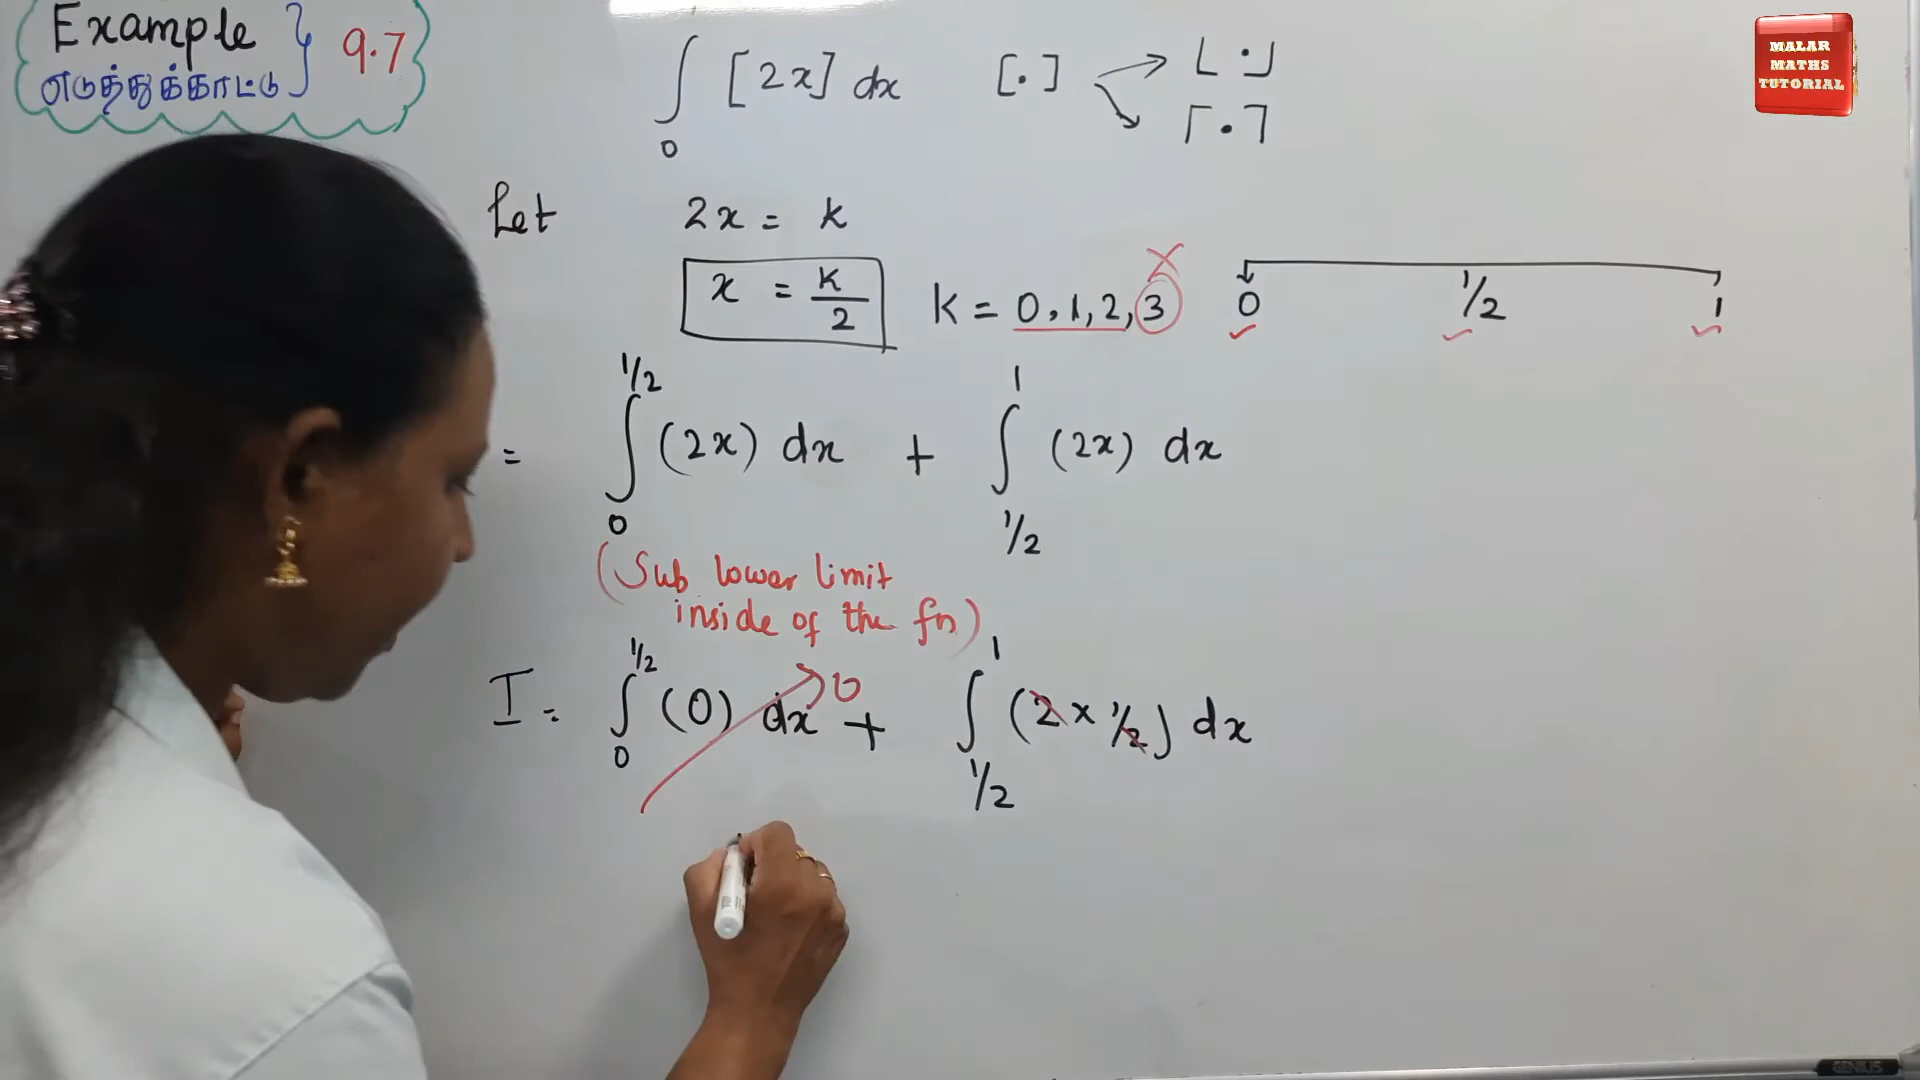 Example } 9.7
எடுத்துக்காட்டு
∫ [2x] dx [·] ⌊·⌋
0 ⌈·⌉
MALAR
MATHS
TUTORIAL
Let 2x = k
x = k/2 K = 0,1,2,3 x 0 1/2 1
1/2 1
= ∫ (2x) dx + ∫ (2x) dx
0 1/2
(Sub lower limit
inside of the fn)
1/2 1
I = ∫ (0) dx 0 + ∫ (2 x 1/2) dx
0 1/2
GENIUS